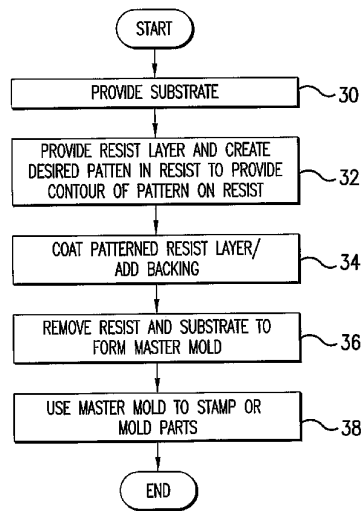 START
PROVIDE SUBSTRATE
30
PROVIDE RESIST LAYER AND CREATE
DESIRED PATTEN IN RESIST TO PROVIDE
CONTOUR OF PATTERN ON RESIST
32
COAT PATTERNED RESIST LAYER/
ADD BACKING
34
REMOVE RESIST AND SUBSTRATE TO
FORM MASTER MOLD
36
USE MASTER MOLD TO STAMP OR
MOLD PARTS
38
END